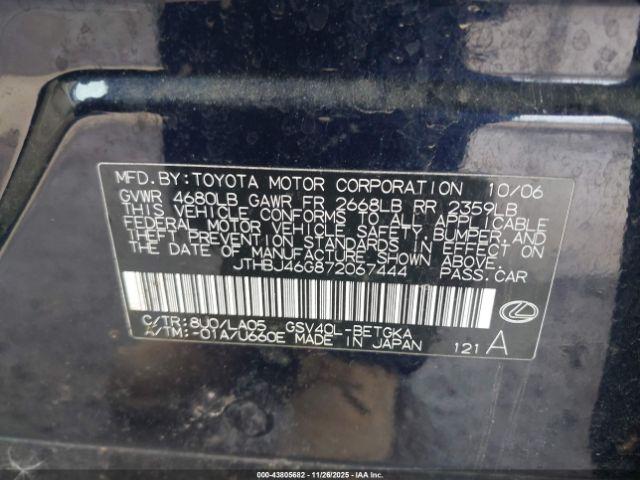 MFD.BY:TOYOTA MOTOR CORPORATION 10/06
GVWR 4680LB GAWR FR 2668LB RR 2359LB
THIS VEHICLE CONFORMS TO ALL APPLICABLE
FEDERAL MOTOR VEHICLE SAFETY, BUMPER, AND
THEFT PREVENTION STANDARDS IN EFFECT ON
THE DATE OF MANUFACTURE SHOWN ABOVE.
JTHBJ46G872067444 PASS.CAR
C/TR:8U0/LA05 GSV40L-BETGKA
A/TM:-01A/U660E MADE IN JAPAN
121 A
000-43805682 - 11/26/2025 - IAAI.com